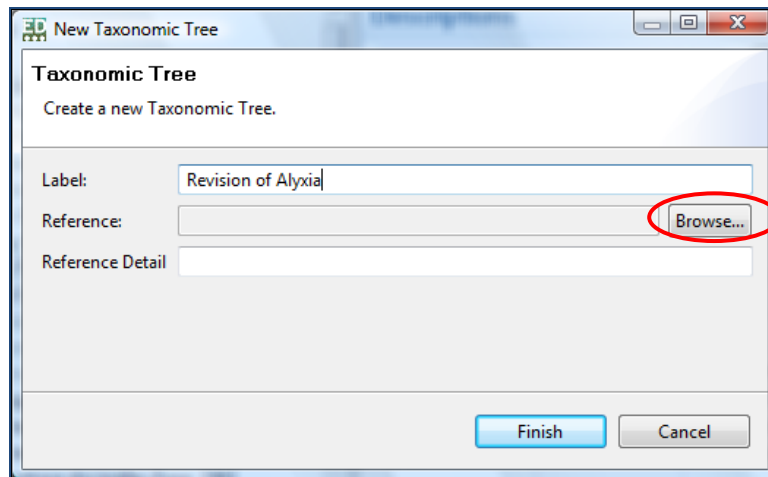 New Taxonomic Tree
Taxonomic Tree
Create a new Taxonomic Tree.
Label: Revision of Alyxia
Reference: Browse...
Reference Detail
Finish Cancel